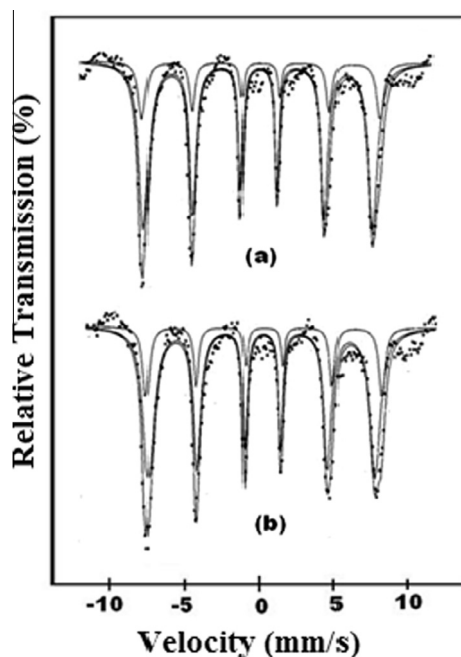 Relative Transmission (%)
(a)
(b)
-10 -5 0 5 10
Velocity (mm/s)